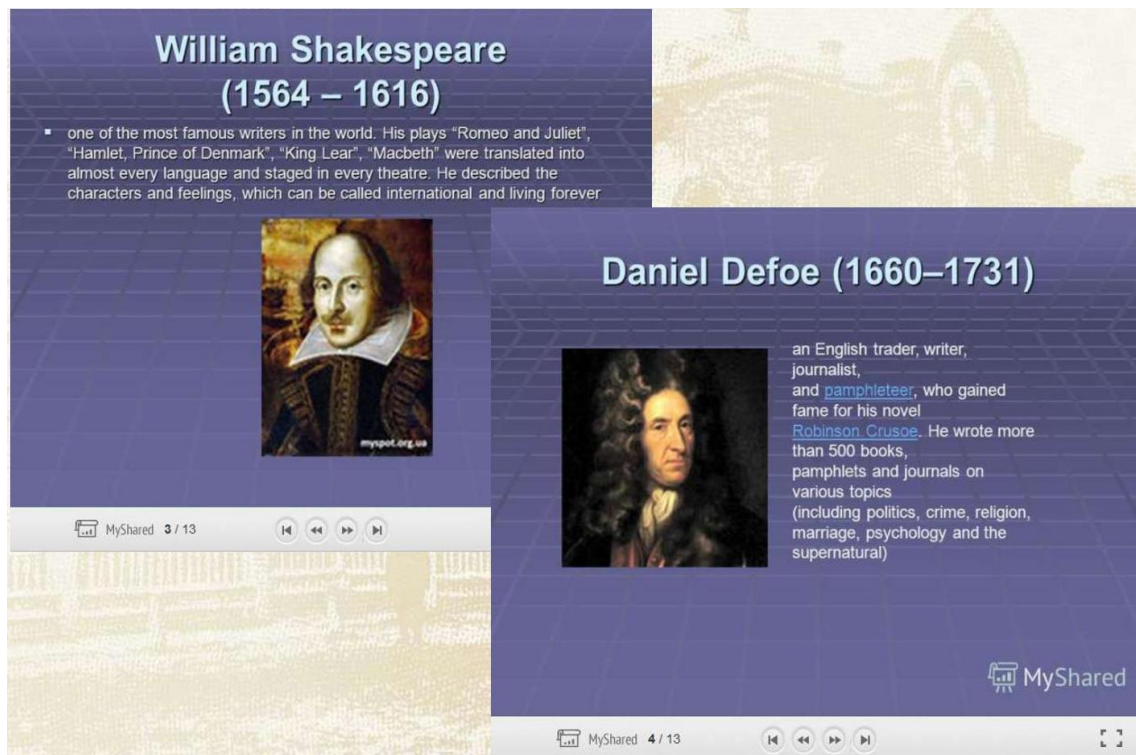 William Shakespeare
(1564 – 1616)
▪ one of the most famous writers in the world. His plays “Romeo and Juliet”,
“Hamlet, Prince of Denmark”, “King Lear”, “Macbeth” were translated into
almost every language and staged in every theatre. He described the
characters and feelings, which can be called international and living forever
myspot.org.ua
MyShared 3 / 13
Daniel Defoe (1660–1731)
an English trader, writer,
journalist,
and pamphleteer, who gained
fame for his novel
Robinson Crusoe. He wrote more
than 500 books,
pamphlets and journals on
various topics
(including politics, crime, religion,
marriage, psychology and the
supernatural)
MyShared
MyShared 4 / 13